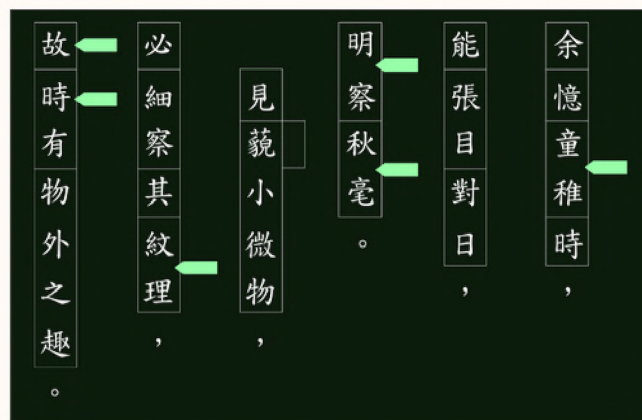 余憶童稚時，
能張目對日，
明察秋毫。
見藐小微物，
必細察其紋理，
故時有物外之趣。